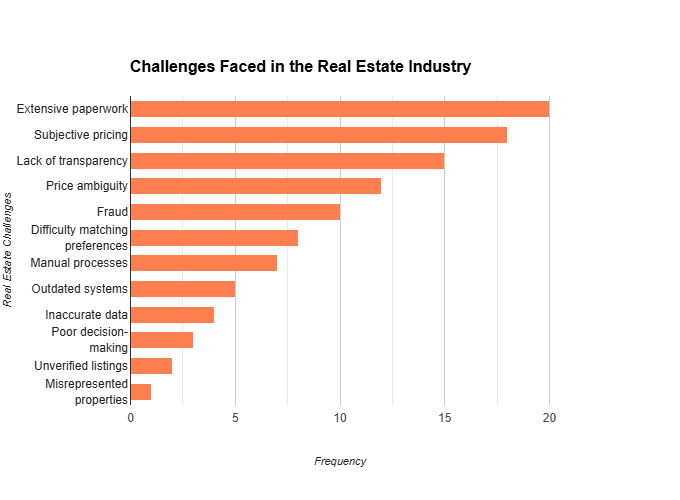 Challenges Faced in the Real Estate Industry
Extensive paperwork
Subjective pricing
Lack of transparency
Price ambiguity
Fraud
Difficulty matching
preferences
Manual processes
Outdated systems
Inaccurate data
Poor decision-
making
Unverified listings
Misrepresented
properties
Real Estate Challenges
0 5 10 15 20
Frequency